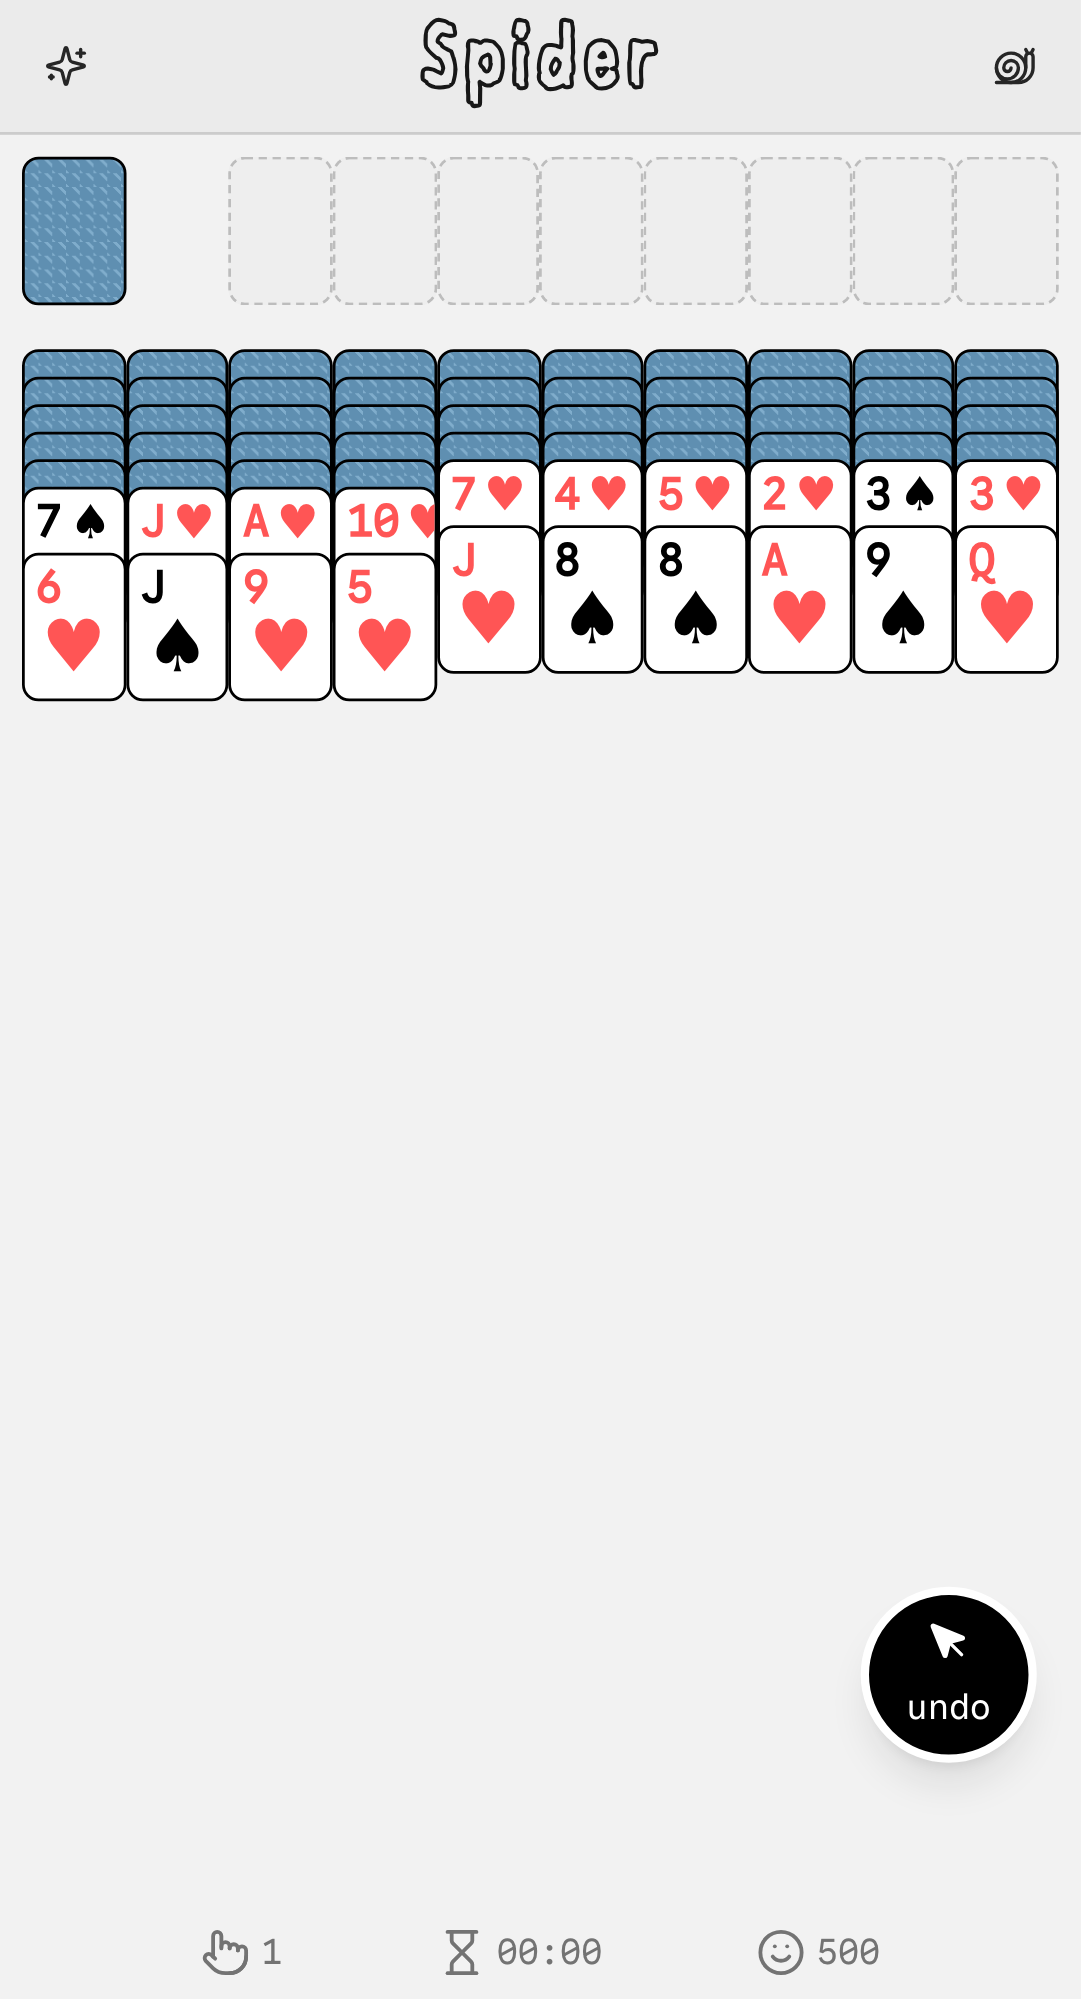 Spider
7♠ J♥ A♥ 10♥ 7♥ 4♥ 5♥ 2♥ 3♠ 3♥
6♥ J♠ 9♥ 5♥ J♥ 8♠ 8♠ A♥ 9♠ Q♥
undo
1 00:00 500